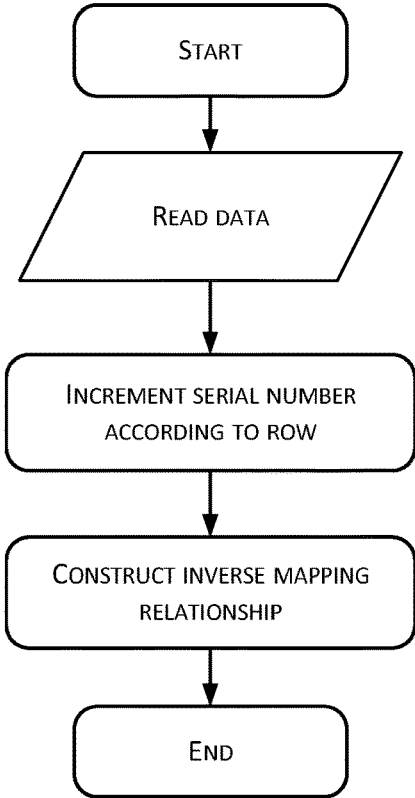 START
READ DATA
INCREMENT SERIAL NUMBER
ACCORDING TO ROW
CONSTRUCT INVERSE MAPPING
RELATIONSHIP
END